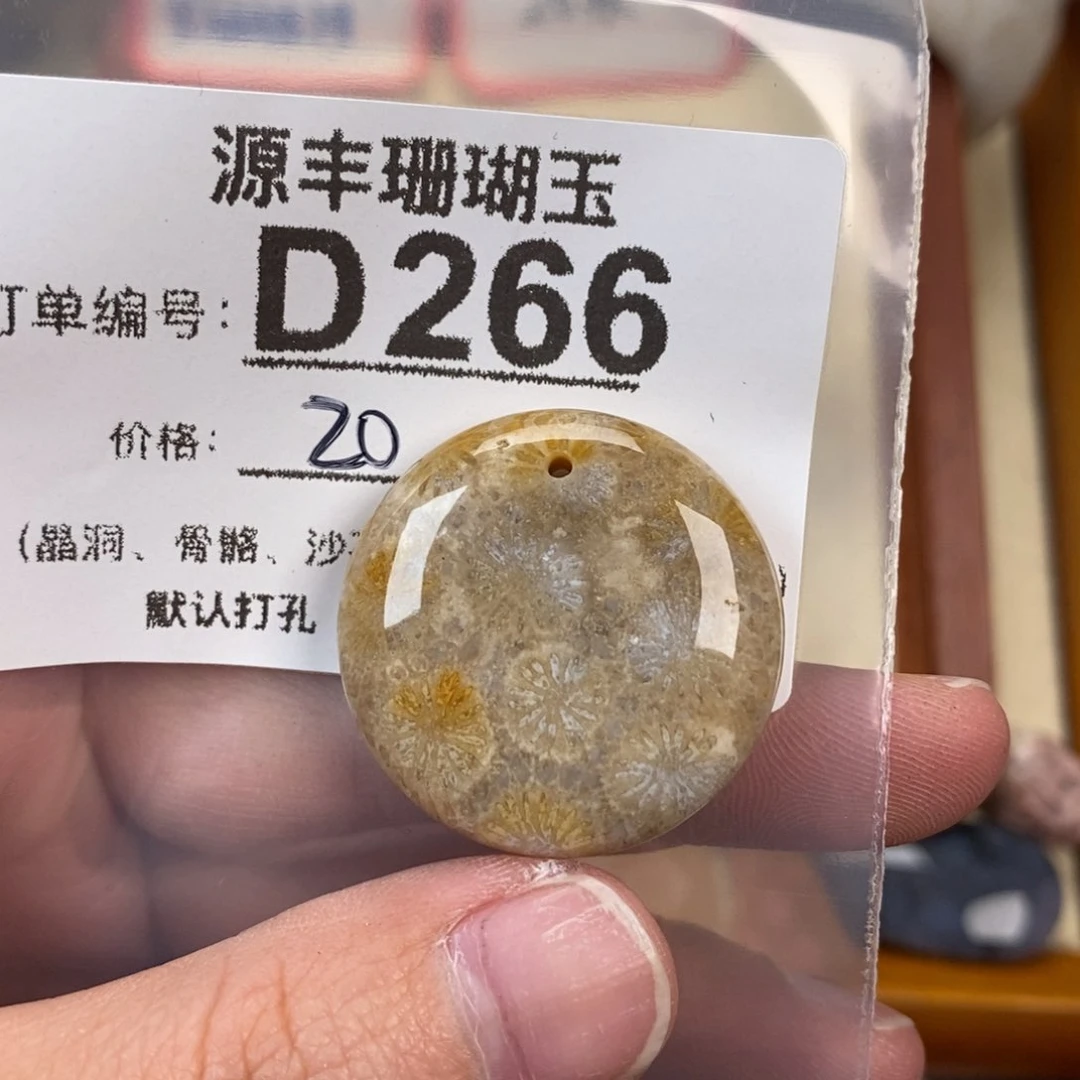 源丰珊瑚玉
订单编号: D266
价格: 20
(晶洞、骨骼、沙
默认打孔